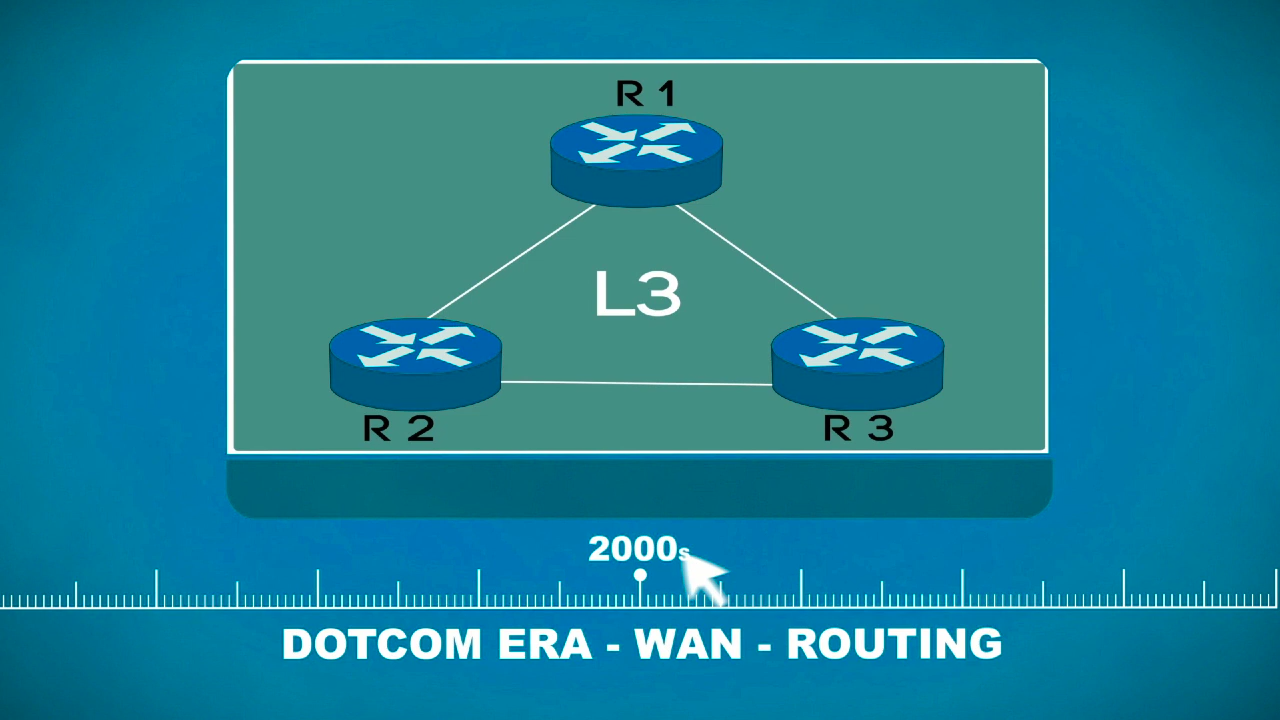 R 1
L3
R 2
R 3
2000s
DOTCOM ERA - WAN - ROUTING